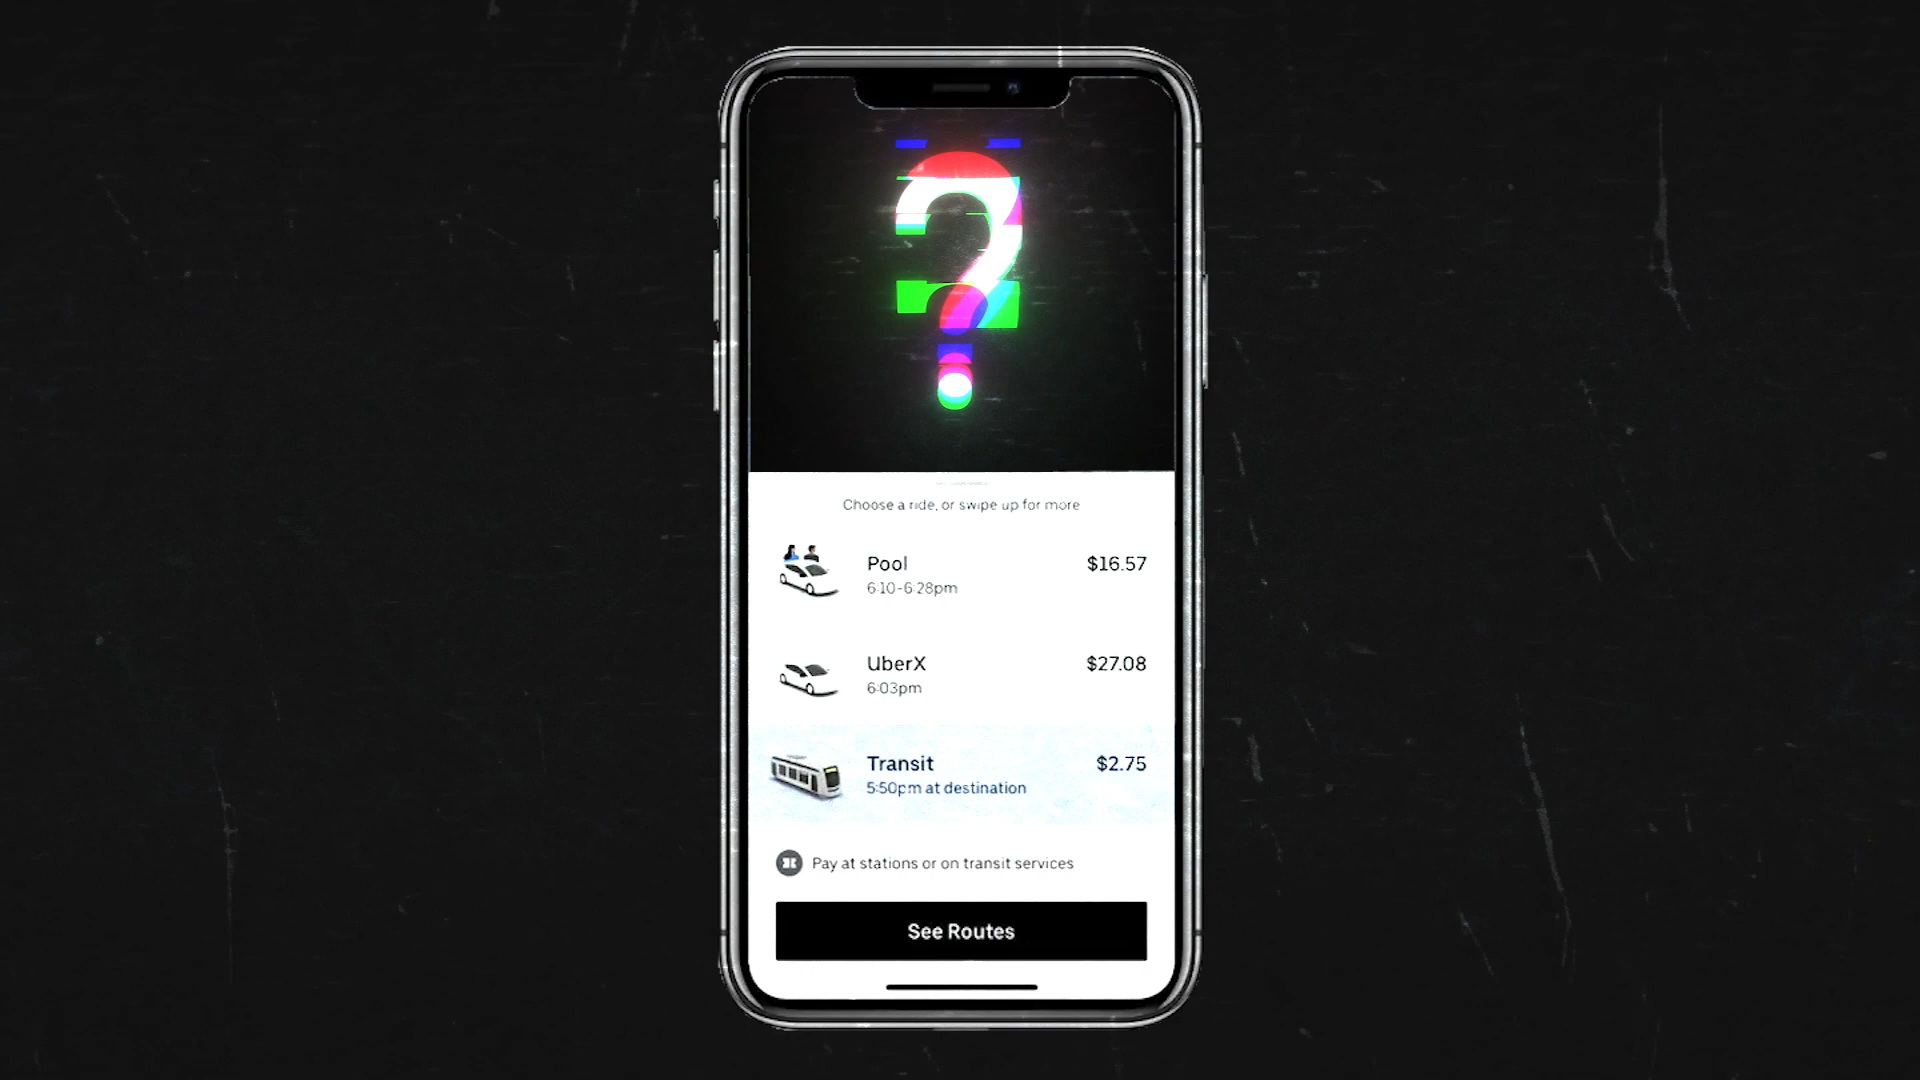 ?
Choose a ride, or swipe up for more
Pool
$16.57
6:10-6:28pm
UberX
$27.08
6:03pm
Transit
$2.75
5:50pm at destination
Pay at stations or on transit services
See Routes